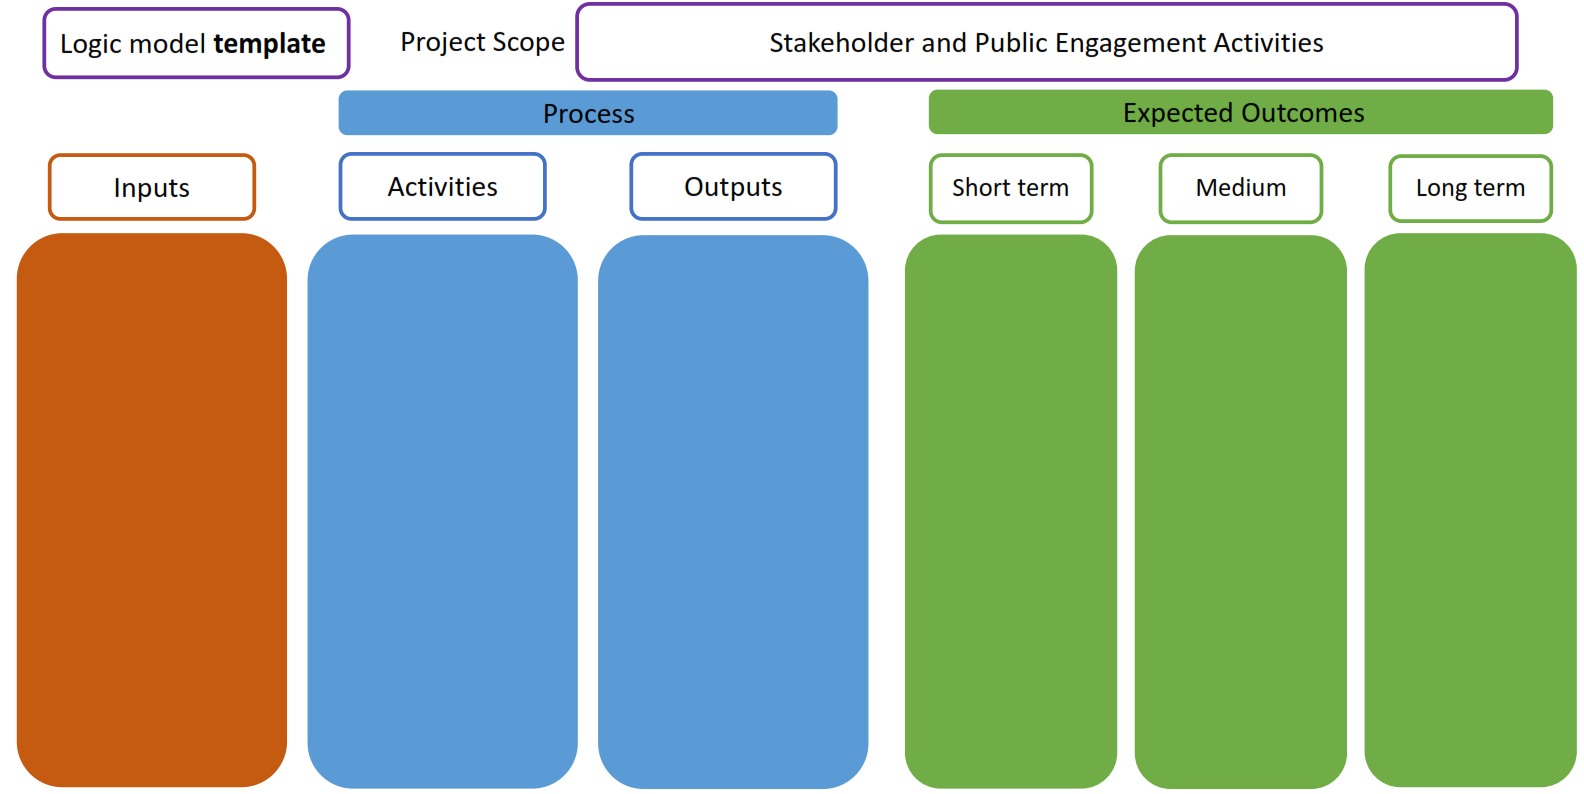 Logic model template
Project Scope
Stakeholder and Public Engagement Activities
Process
Expected Outcomes
Inputs
Activities
Outputs
Short term
Medium
Long term